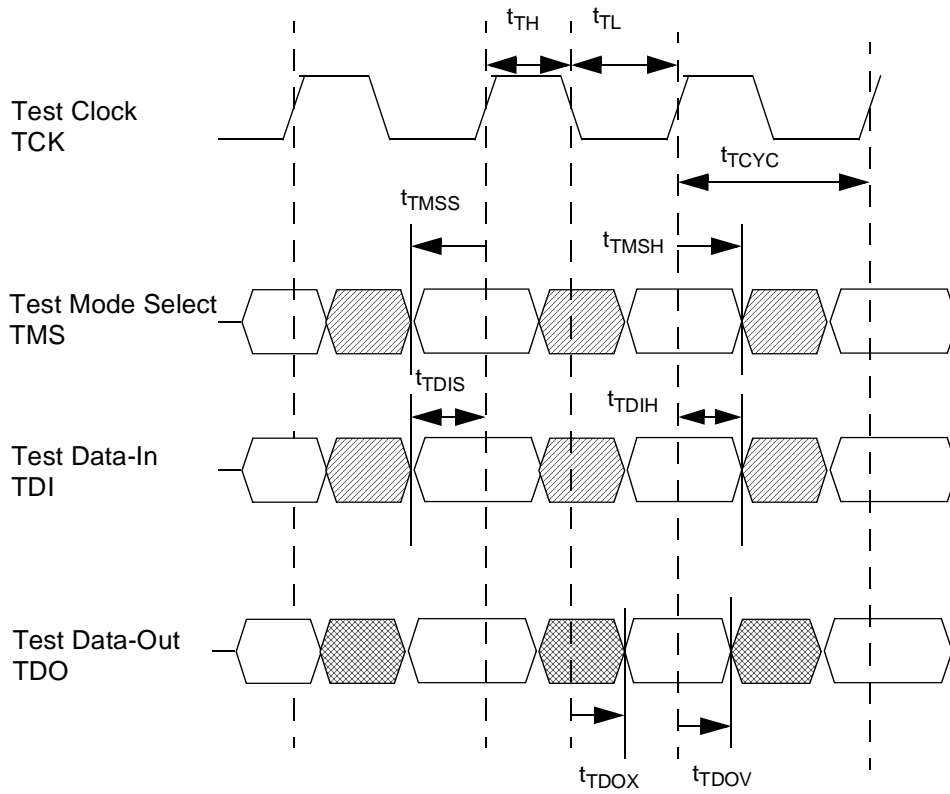 tTH
tTL
Test Clock
TCK
tTCYC
tTMSS
tTMSH
Test Mode Select
TMS
tTDIS
tTDIH
Test Data-In
TDI
Test Data-Out
TDO
tTDOX
tTDOV